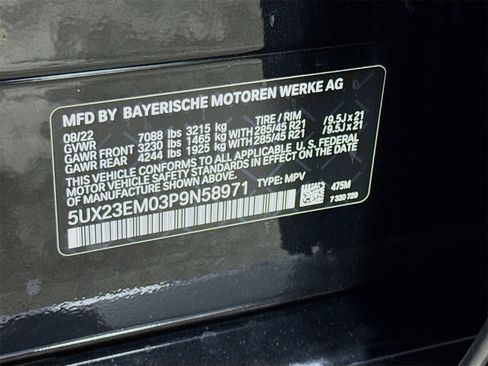 MFD BY BAYERISCHE MOTOREN WERKE AG
08/22 TIRE / RIM
GVWR 7088 lbs 3215 kg
GAWR FRONT 3230 lbs 1465 kg WITH 285/45 R21 / 9.5J x 21
GAWR REAR 4244 lbs 1925 kg WITH 285/45 R21 / 9.5J x 21
THIS VEHICLE CONFORMS TO ALL APPLICABLE U.S. FEDERAL
MOTOR VEHICLE SAFETY STANDARDS IN EFFECT ON THE
DATE OF MANUFACTURE SHOWN ABOVE.
5UX23EM03P9N58971 TYPE: MPV
475M
7 320 729